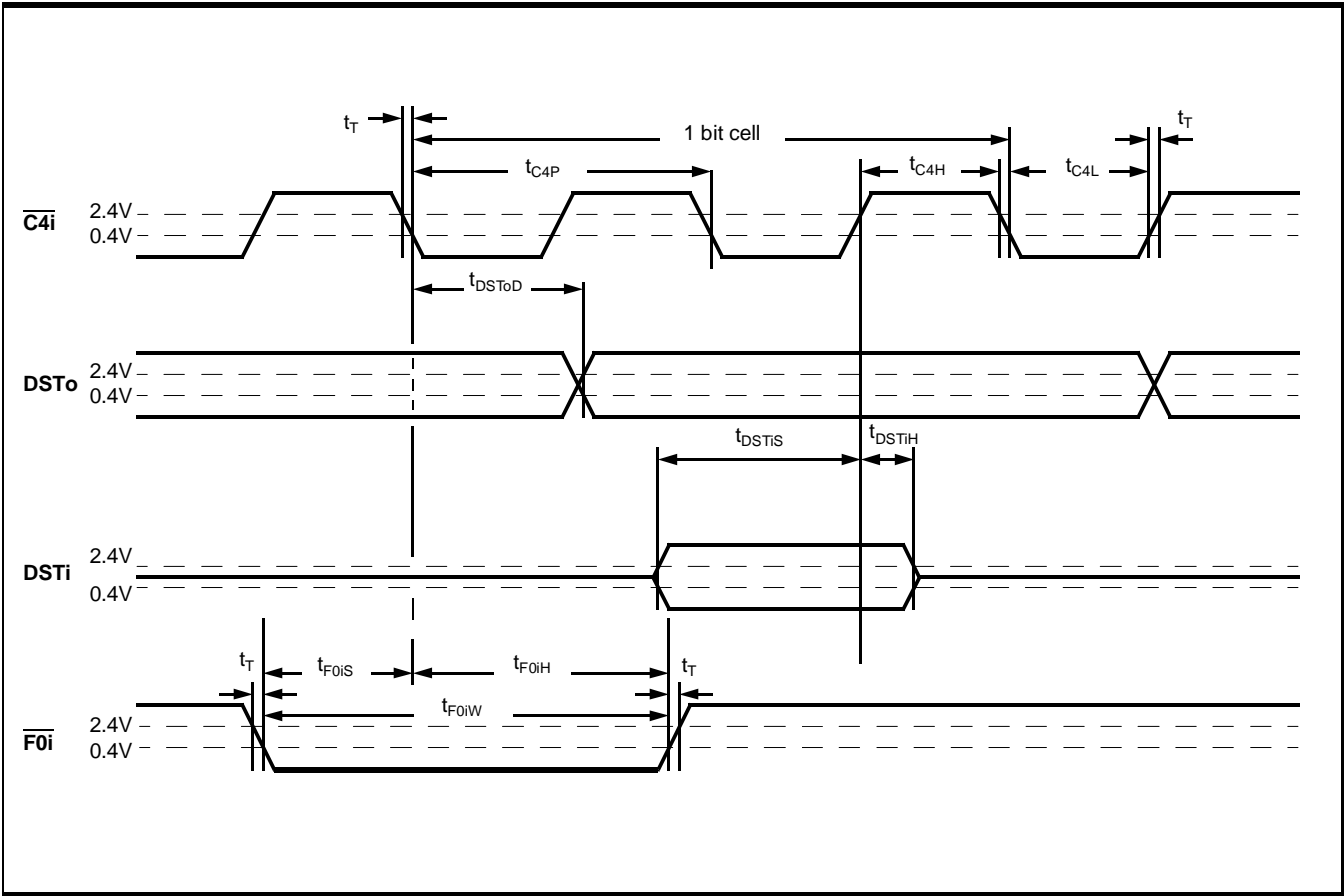 tT
1 bit cell
tT
tC4P
tC4H
tC4L
C4i
2.4V
0.4V
tDSToD
DSTo
2.4V
0.4V
tDSTiS
tDSTiH
DSTi
2.4V
0.4V
tT
tF0iS
tF0iH
tT
tF0iW
F0i
2.4V
0.4V